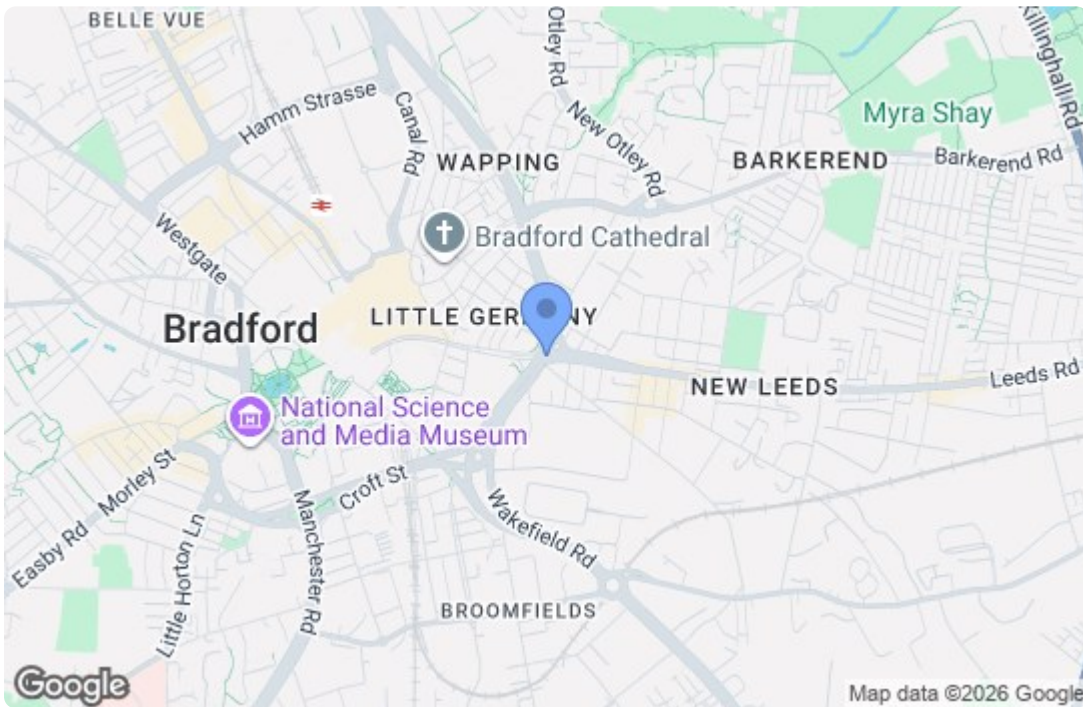 BELLE VUE
Otley Rd
Killinghall Rd
Hamm Strasse
Canal Rd
New Otley Rd
Myra Shay
WAPPING
BARKEREND
Barkerend Rd
Westgate
Bradford Cathedral
LITTLE GER NY
Bradford
NEW LEEDS
Leeds Rd
National Science
and Media Museum
Morley St
Croft St
Easby Rd
Little Horton Ln
Manchester Rd
Wakefield Rd
BROOMFIELDS
Google
Map data ©2026 Google